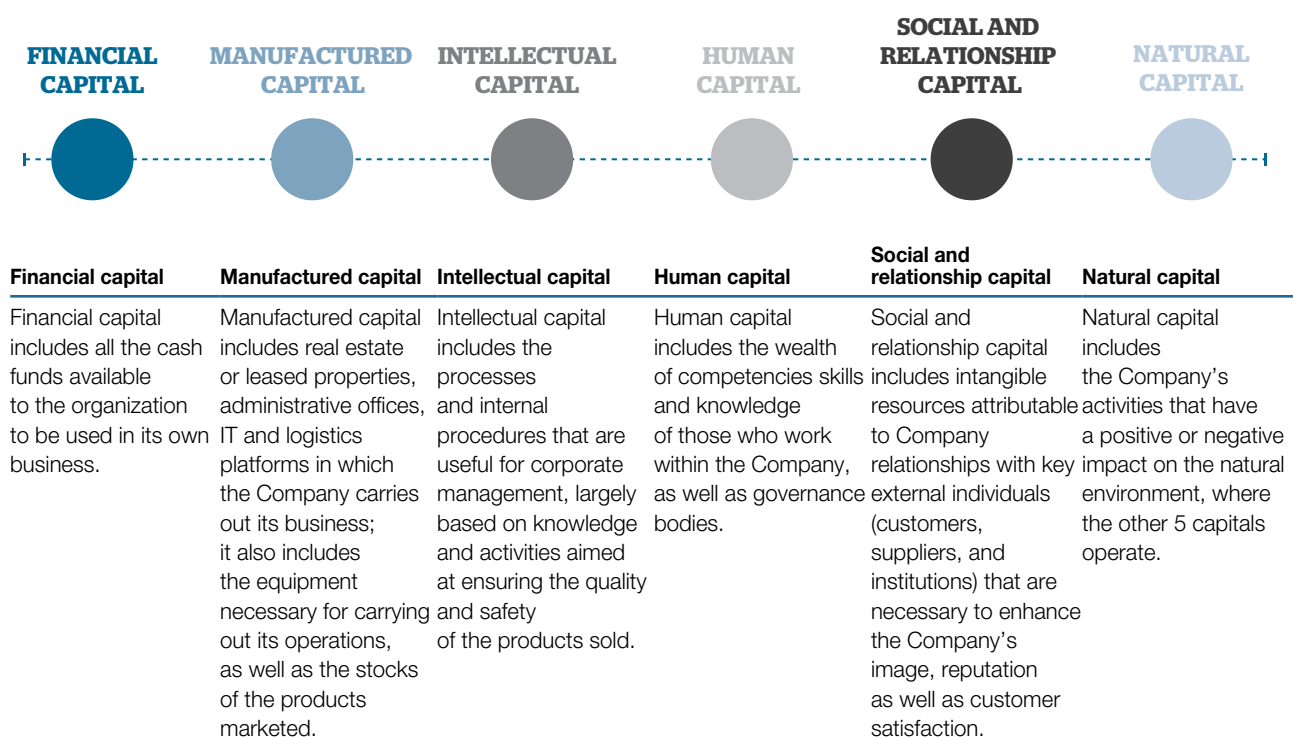 FINANCIAL
CAPITAL
MANUFACTURED
CAPITAL
INTELLECTUAL
CAPITAL
HUMAN
CAPITAL
SOCIAL AND
RELATIONSHIP
CAPITAL
NATURAL
CAPITAL
Financial capital
Financial capital
includes all the cash
funds available
to the organization
to be used in its own
business.
Manufactured capital
Manufactured capital
includes real estate
or leased properties,
administrative offices,
IT and logistics
platforms in which
the Company carries
out its business;
it also includes
the equipment
necessary for carrying
out its operations,
as well as the stocks
of the products
marketed.
Intellectual capital
Intellectual capital
includes the
processes
and internal
procedures that are
useful for corporate
management, largely
based on knowledge
and activities aimed
at ensuring the quality
and safety
of the products sold.
Human capital
Human capital
includes the wealth
of competencies skills
and knowledge
of those who work
within the Company,
as well as governance
bodies.
Social and
relationship capital
Social and
relationship capital
includes intangible
resources attributable
to Company
relationships with key
external individuals
(customers,
suppliers, and
institutions) that are
necessary to enhance
the Company’s
image, reputation
as well as customer
satisfaction.
Natural capital
Natural capital
includes
the Company’s
activities that have
a positive or negative
impact on the natural
environment, where
the other 5 capitals
operate.